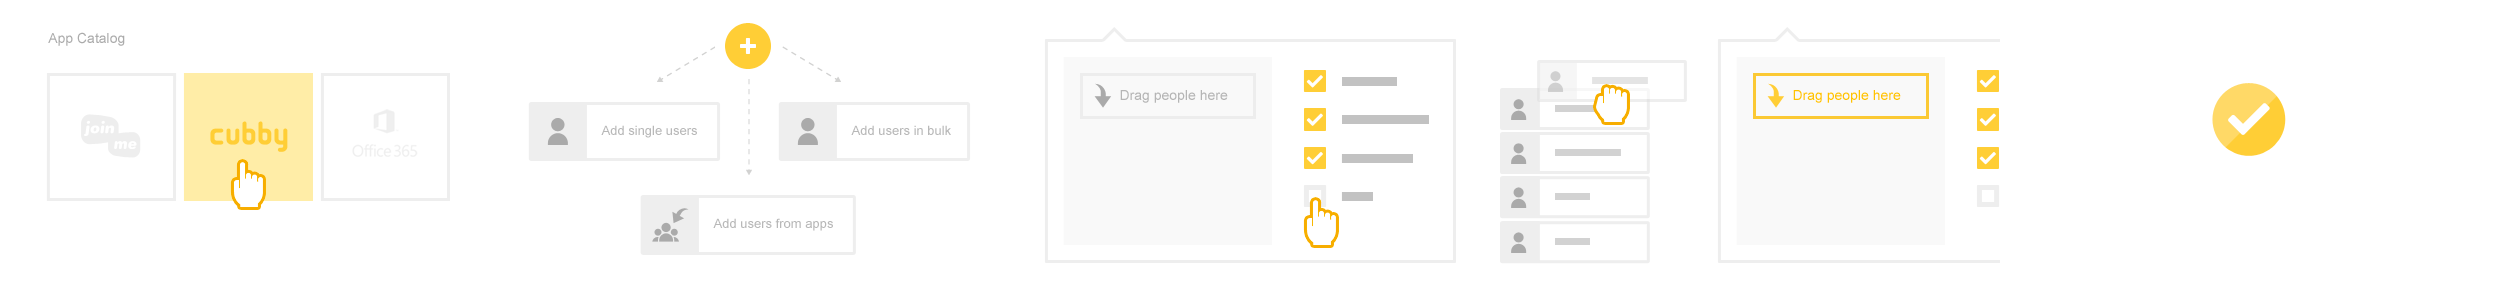 App Catalog
join
me
cubby
Office 365
Add single users
Add users in bulk
Add users from apps
Drag people here
Drag people here